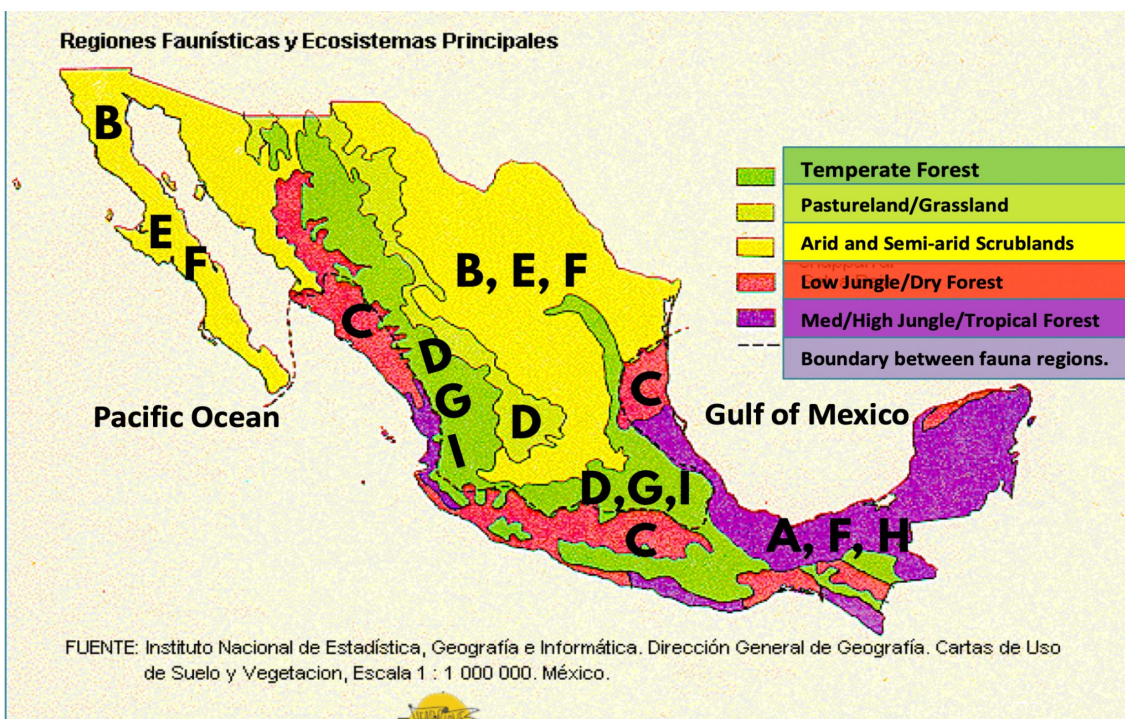 Regiones Faunísticas y Ecosistemas Principales
B
E
F
B, E, F
C
D
G
I
D
C
D,G,I
C
A, F, H
Pacific Ocean
Gulf of Mexico
Temperate Forest
Pastureland/Grassland
Arid and Semi-arid Scrublands
Low Jungle/Dry Forest
Med/High Jungle/Tropical Forest
Boundary between fauna regions.
FUENTE: Instituto Nacional de Estadística, Geografía e Informática. Dirección General de Geografía. Cartas de Uso
de Suelo y Vegetacion, Escala 1 : 1 000 000. México.